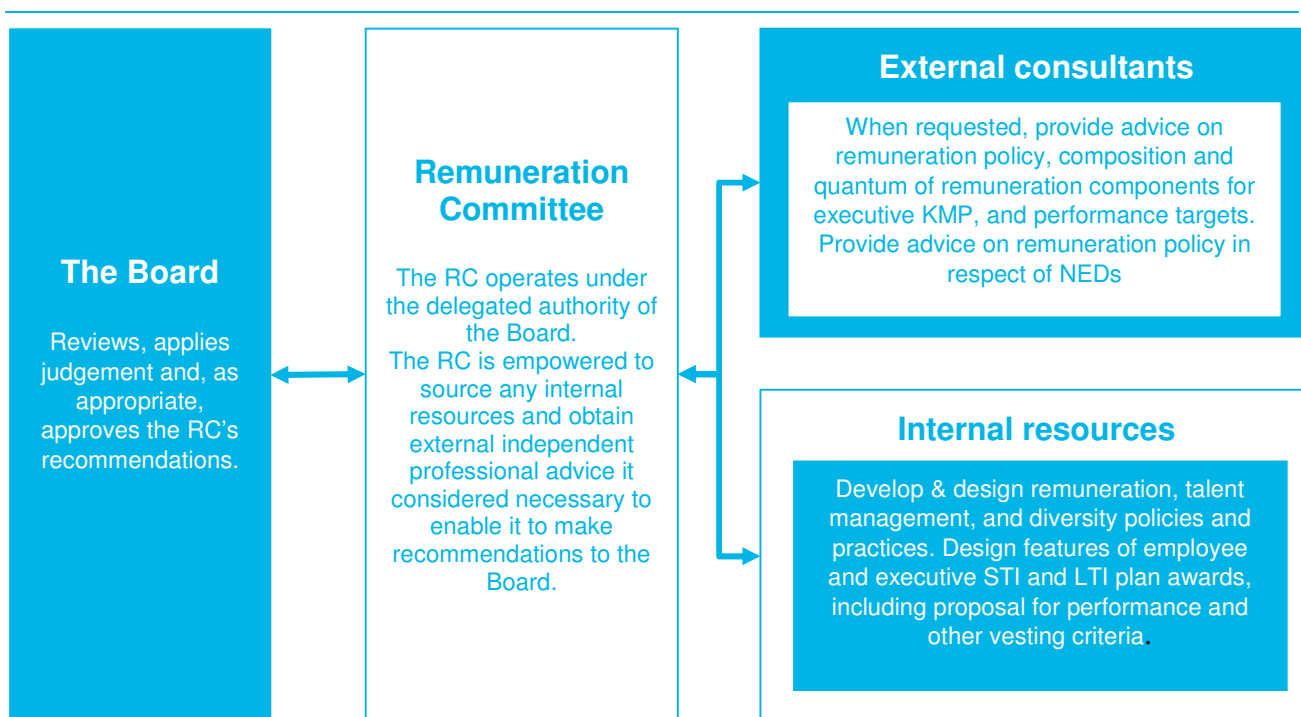 The Board
Reviews, applies
judgement and, as
appropriate,
approves the RC's
recommendations.
Remuneration
Committee
The RC operates under
the delegated authority of
the Board.
The RC is empowered to
source any internal
resources and obtain
external independent
professional advice it
considered necessary to
enable it to make
recommendations to the
Board.
External consultants
When requested, provide advice on
remuneration policy, composition and
quantum of remuneration components for
executive KMP, and performance targets.
Provide advice on remuneration policy in
respect of NEDs
Internal resources
Develop & design remuneration, talent
management, and diversity policies and
practices. Design features of employee
and executive STI and LTI plan awards,
including proposal for performance and
other vesting criteria.